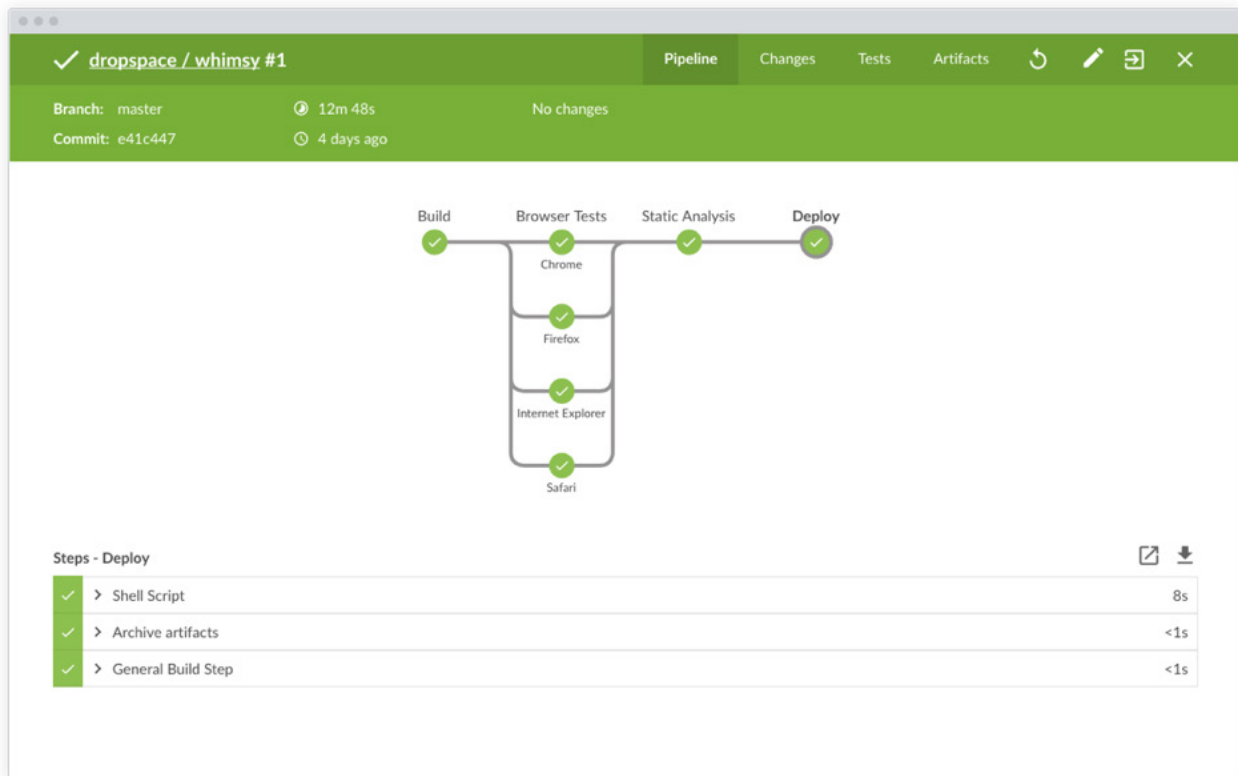 dropspace / whimsy #1
Pipeline
Changes
Tests
Artifacts
Branch: master
12m 48s
No changes
Commit: e41c447
4 days ago
Build
Browser Tests
Static Analysis
Deploy
Chrome
Firefox
Internet Explorer
Safari
Steps - Deploy
Shell Script
8s
Archive artifacts
<1s
General Build Step
<1s